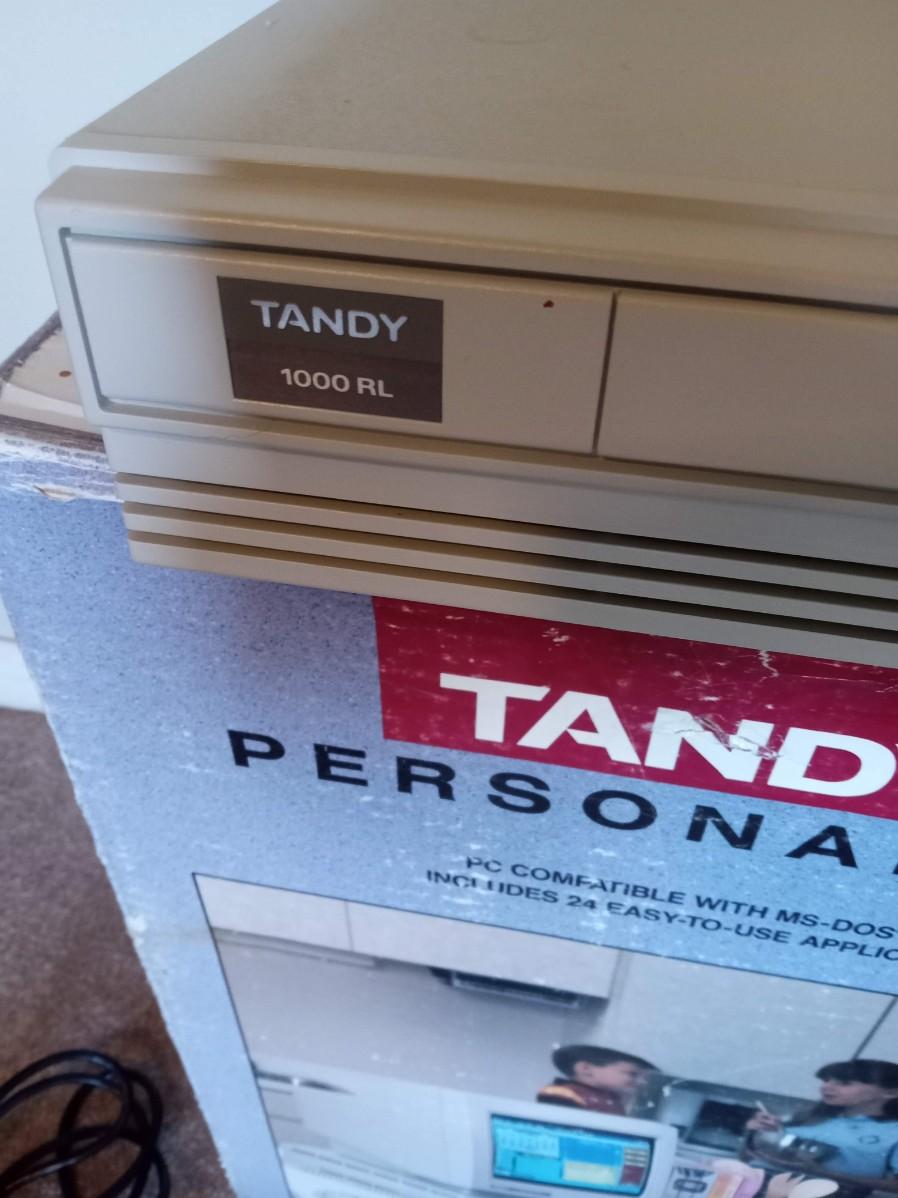 TANDY
1000 RL
TAND
PERSONA
PC COMPATIBLE WITH MS-DOS
INCLUDES 24 EASY-TO-USE APPLIC